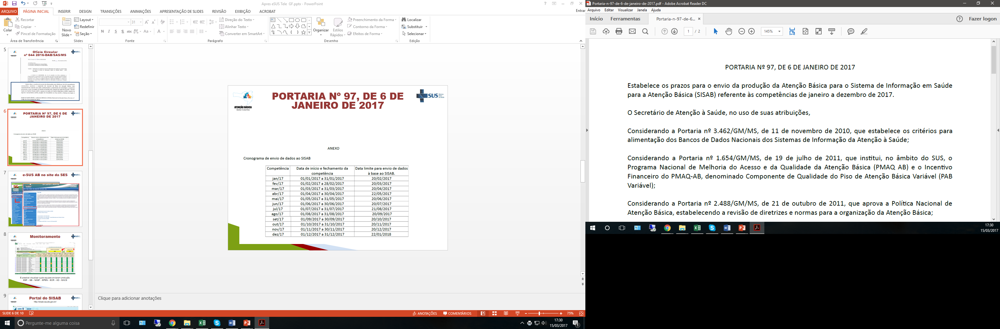 Apres eSUS Tele  GF.pptx - PowerPoint
ARQUIVO PÁGINA INICIAL INSERIR DESIGN TRANSIÇÕES ANIMAÇÕES APRESENTAÇÃO DE SLIDES REVISÃO EXIBIÇÃO ACROBAT Entrar
Colar
Recortar
Copiar
Pincel de Formatação
Área de Transferência
Novo
Slide
Layout
Redefinir
Seção
Slides
31
N I S S abc AV Aa A
Fonte
Direção do Texto
Alinhar Texto
Converter em SmartArt
Parágrafo
Organizar
Estilos
Rápidos
Preenchimento da Forma
Contorno da Forma
Efeitos de Forma
Desenho
Localizar
Substituir
Selecionar
Edição
5
Ofício Circular
nº 044 2016-DAB/SAS/MS
6
PORTARIA Nº 97, DE 6 DE
JANEIRO DE 2017
7
e-SUS AB no site da SES
8
Monitoramento
É possível visualizar quais equipes enviaram produção.
ESF – SB – NASF – EPEN – ECR – AD – EACS
9
Portal do SISAB
http://sisab.saude.gov.br/
ATENÇÃO BÁSICA
Santa Catarina
PORTARIA Nº 97, DE 6 DE
JANEIRO DE 2017
SUS
Sistema
Único
de Saúde
ANEXO
Cronograma de envio de dados ao SISAB
Competência Data de início e fechamento da competência Data limite para envio de dados à base ao SISAB.
jan/17 01/01/2017 a 31/01/2017 20/02/2017
fev/17 01/02/2017 a 28/02/2017 20/03/2017
mar/17 01/03/2017 a 31/03/2017 20/04/2017
abr/17 01/04/2017 a 30/04/2017 22/05/2017
mai/17 01/05/2017 a 31/05/2017 20/06/2017
jun/17 01/06/2017 a 30/06/2017 20/07/2017
jul/17 01/07/2017 a 31/07/2017 21/08/2017
ago/17 01/08/2017 a 31/08/2017 20/09/2017
set/17 01/09/2017 a 30/09/2017 20/10/2017
out/17 01/10/2017 a 31/10/2017 20/11/2017
nov/17 01/11/2017 a 30/11/2017 20/12/2017
dez/17 01/12/2017 a 31/12/2017 22/01/2018
Clique para adicionar anotações
SLIDE 6 DE 10
ANOTAÇÕES COMENTÁRIOS 75%
Pergunte-me alguma coisa
17:30
15/03/2017
1
Portaria-n-97-de-6-de-janeiro-de-2017.pdf - Adobe Acrobat Reader DC
Arquivo Editar Visualizar Janela Ajuda
Início Ferramentas Portaria-n-97-de-6... × Fazer logon
1 / 2 145%
PORTARIA Nº 97, DE 6 DE JANEIRO DE 2017
Estabelece os prazos para o envio da produção da Atenção Básica para o Sistema de Informação em Saúde
para a Atenção Básica (SISAB) referente às competências de janeiro a dezembro de 2017.
O Secretário de Atenção à Saúde, no uso de suas atribuições,
Considerando a Portaria nº 3.462/GM/MS, de 11 de novembro de 2010, que estabelece os critérios para
alimentação dos Bancos de Dados Nacionais dos Sistemas de Informação da Atenção à Saúde;
Considerando a Portaria nº 1.654/GM/MS, de 19 de julho de 2011, que institui, no âmbito do SUS, o
Programa Nacional de Melhoria do Acesso e da Qualidade da Atenção Básica (PMAQ AB) e o Incentivo
Financeiro do PMAQ-AB, denominado Componente de Qualidade do Piso de Atenção Básica Variável (PAB
Variável);
Considerando a Portaria nº 2.488/GM/MS, de 21 de outubro de 2011, que aprova a Política Nacional de
Atenção Básica, estabelecendo a revisão de diretrizes e normas para a organização da Atenção Básica;
17:30
15/03/2017